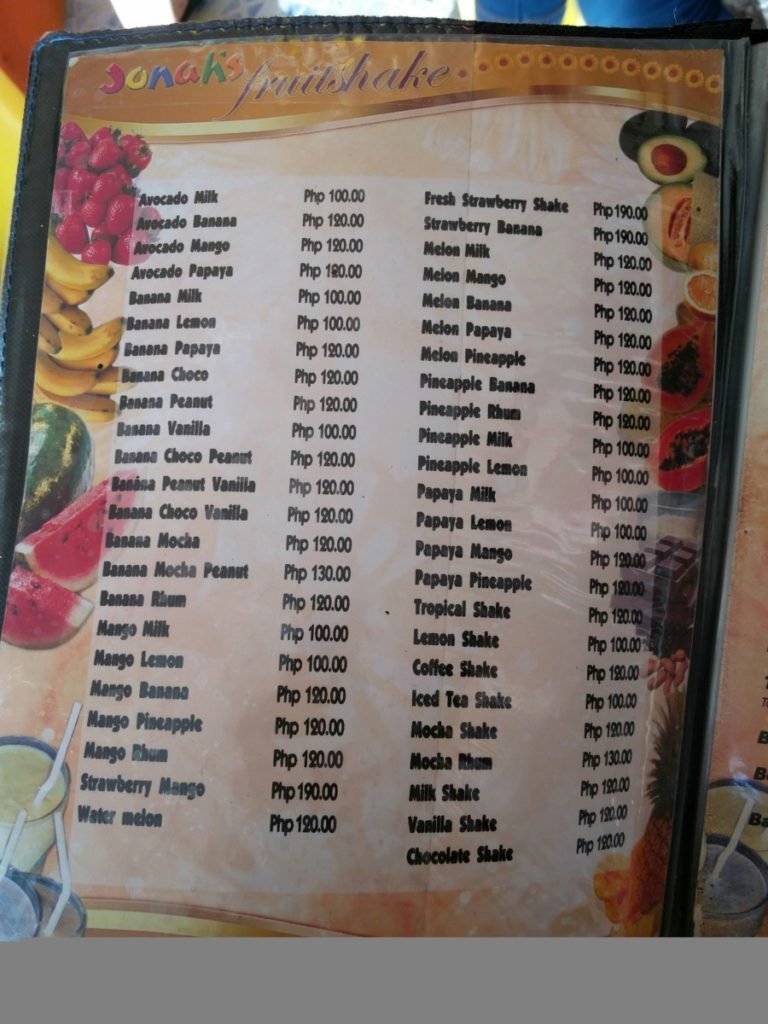 Jonah's fruitshake
Avocado Milk Php 100.00
Avocado Banana Php 120.00
Avocado Mango Php 120.00
Avocado Papaya Php 120.00
Banana Milk Php 100.00
Banana Lemon Php 100.00
Banana Papaya Php 120.00
Banana Choco Php 120.00
Banana Peanut Php 120.00
Banana Vanilla Php 100.00
Banana Choco Peanut Php 120.00
Banana Peanut Vanilla Php 120.00
Banana Choco Vanilla Php 120.00
Banana Mocha Php 120.00
Banana Mocha Peanut Php 130.00
Banana Rhum Php 120.00
Mango Milk Php 100.00
Mango Lemon Php 100.00
Mango Banana Php 120.00
Mango Pineapple Php 120.00
Mango Rhum Php 120.00
Strawberry Mango Php 190.00
Water melon Php 120.00
Fresh Strawberry Shake Php 190.00
Strawberry Banana Php 190.00
Melon Milk Php 120.00
Melon Mango Php 120.00
Melon Banana Php 120.00
Melon Papaya Php 120.00
Melon Pineapple Php 120.00
Pineapple Banana Php 120.00
Pineapple Rhum Php 120.00
Pineapple Milk Php 100.00
Pineapple Lemon Php 100.00
Papaya Milk Php 100.00
Papaya Lemon Php 100.00
Papaya Mango Php 120.00
Papaya Pineapple Php 120.00
Tropical Shake Php 120.00
Lemon Shake Php 100.00
Coffee Shake Php 120.00
Iced Tea Shake Php 100.00
Mocha Shake Php 120.00
Mocha Rhum Php 130.00
Milk Shake Php 120.00
Vanilla Shake Php 120.00
Chocolate Shake Php 120.00